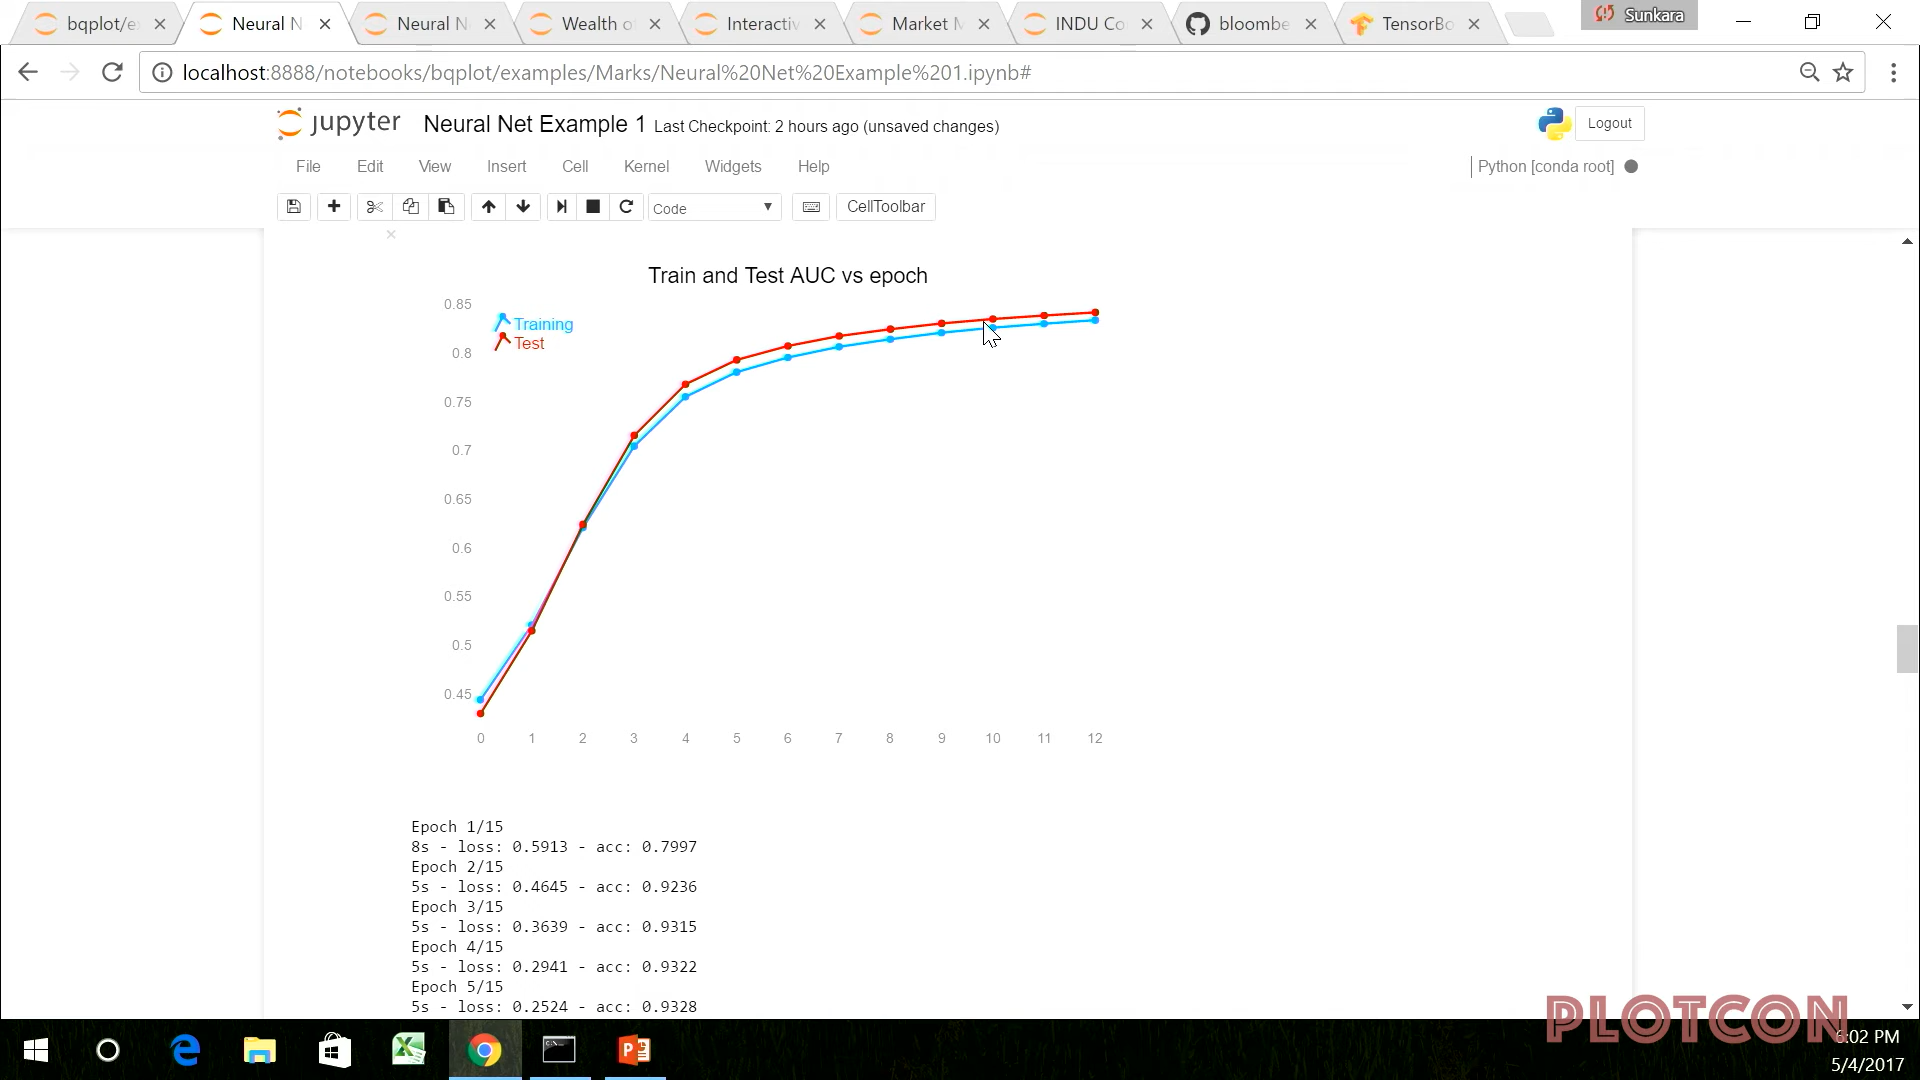 bqplot/e
Neural N
Neural N
Wealth o
Interactiv
Market M
INDU Co
bloombe
TensorBo
Sunkara
localhost:8888/notebooks/bqplot/examples/Marks/Neural%20Net%20Example%201.ipynb#
jupyter Neural Net Example 1 Last Checkpoint: 2 hours ago (unsaved changes)
Logout
File Edit View Insert Cell Kernel Widgets Help
Python [conda root]
Code
CellToolbar
Train and Test AUC vs epoch
0.85
Training
Test
0.8
0.75
0.7
0.65
0.6
0.55
0.5
0.45
0 1 2 3 4 5 6 7 8 9 10 11 12
Epoch 1/15
8s - loss: 0.5913 - acc: 0.7997
Epoch 2/15
5s - loss: 0.4645 - acc: 0.9236
Epoch 3/15
5s - loss: 0.3639 - acc: 0.9315
Epoch 4/15
5s - loss: 0.2941 - acc: 0.9322
Epoch 5/15
5s - loss: 0.2524 - acc: 0.9328
PLOTCON
6:02 PM
5/4/2017